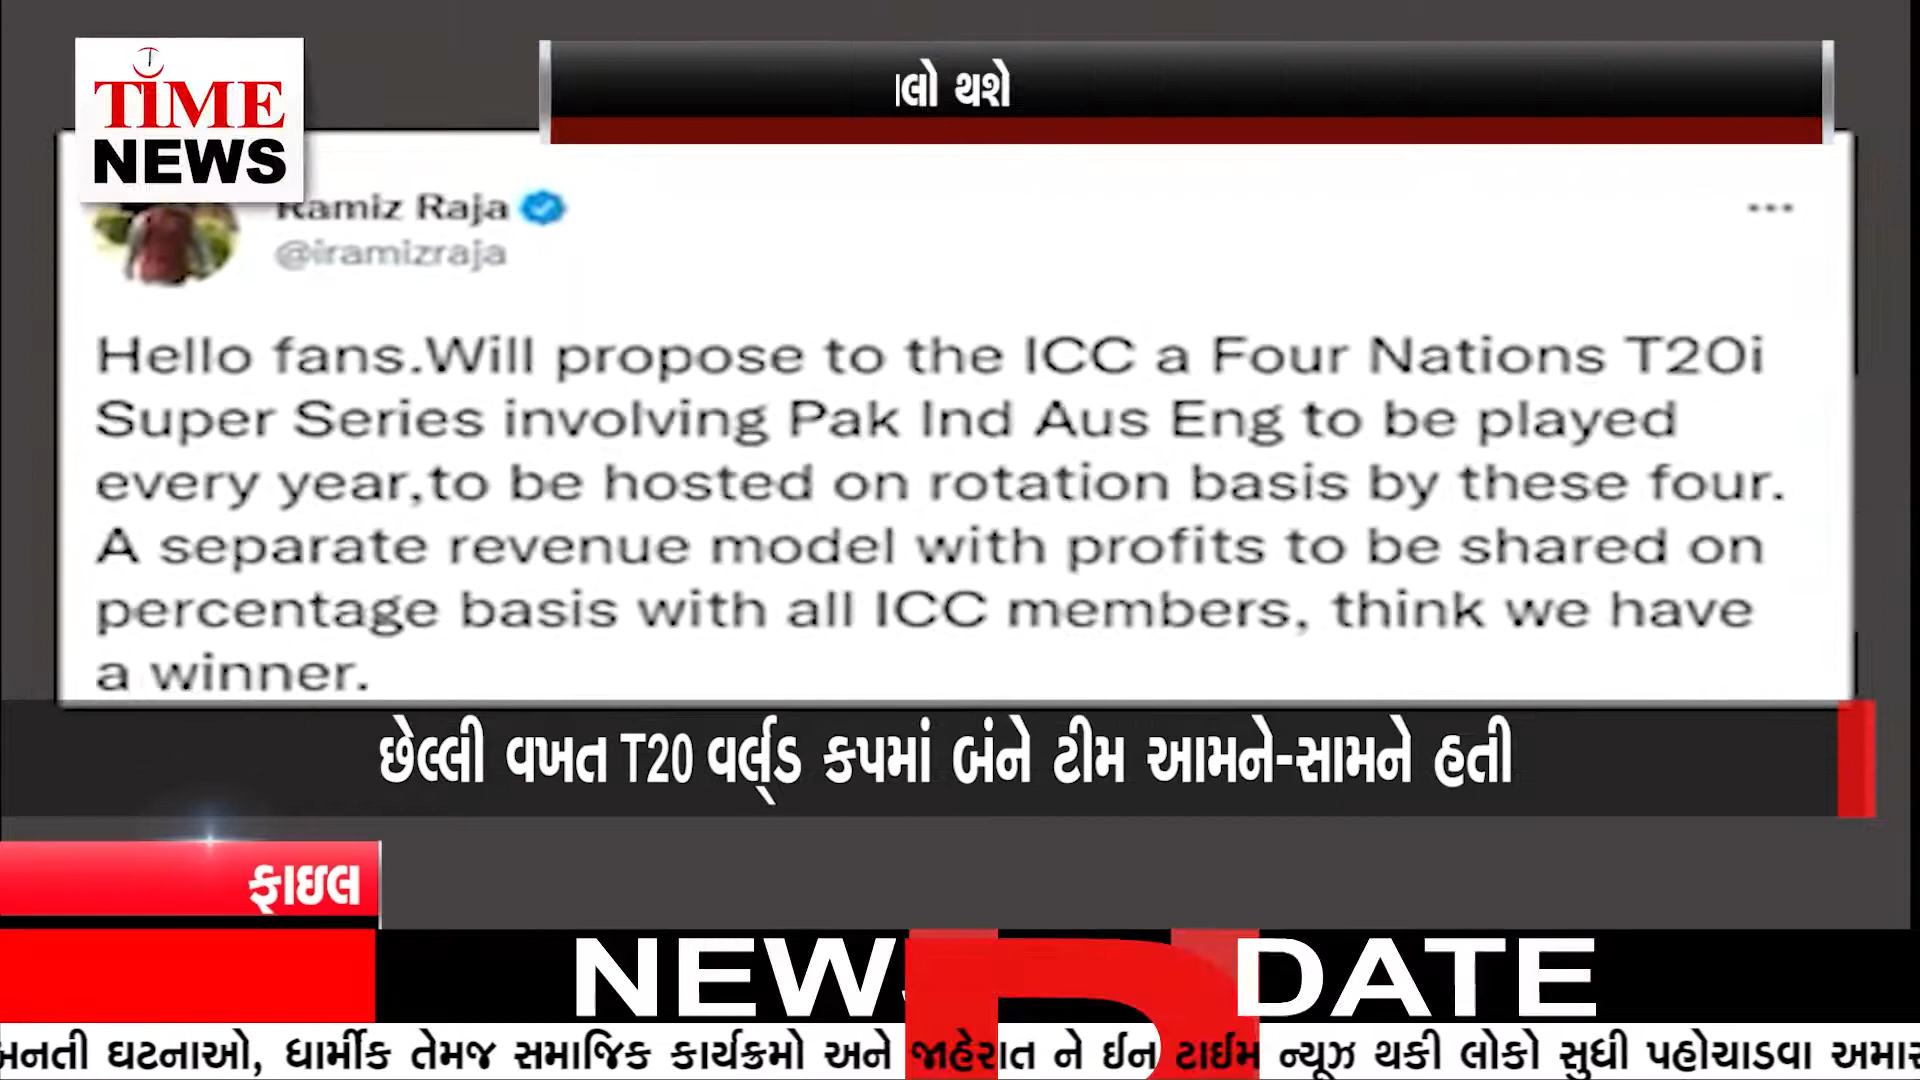 TIME
NEWS
લો થશે
Ramiz Raja
@iramizraja
Hello fans.Will propose to the ICC a Four Nations T20i
Super Series involving Pak Ind Aus Eng to be played
every year,to be hosted on rotation basis by these four.
A separate revenue model with profits to be shared on
percentage basis with all ICC members, think we have
a winner.
છેલ્લી વખત T20 વર્લ્ડ કપમાં બંને ટીમ આમને-સામને હતી
ફાઇલ
NEWS DATE
બનતી ઘટનાઓ, ધાર્મીક તેમજ સમાજિક કાર્યક્રમો અને જાહેરાત ને ઈન ટાઈમ ન્યૂઝ થકી લોકો સુધી પહોચાડવા